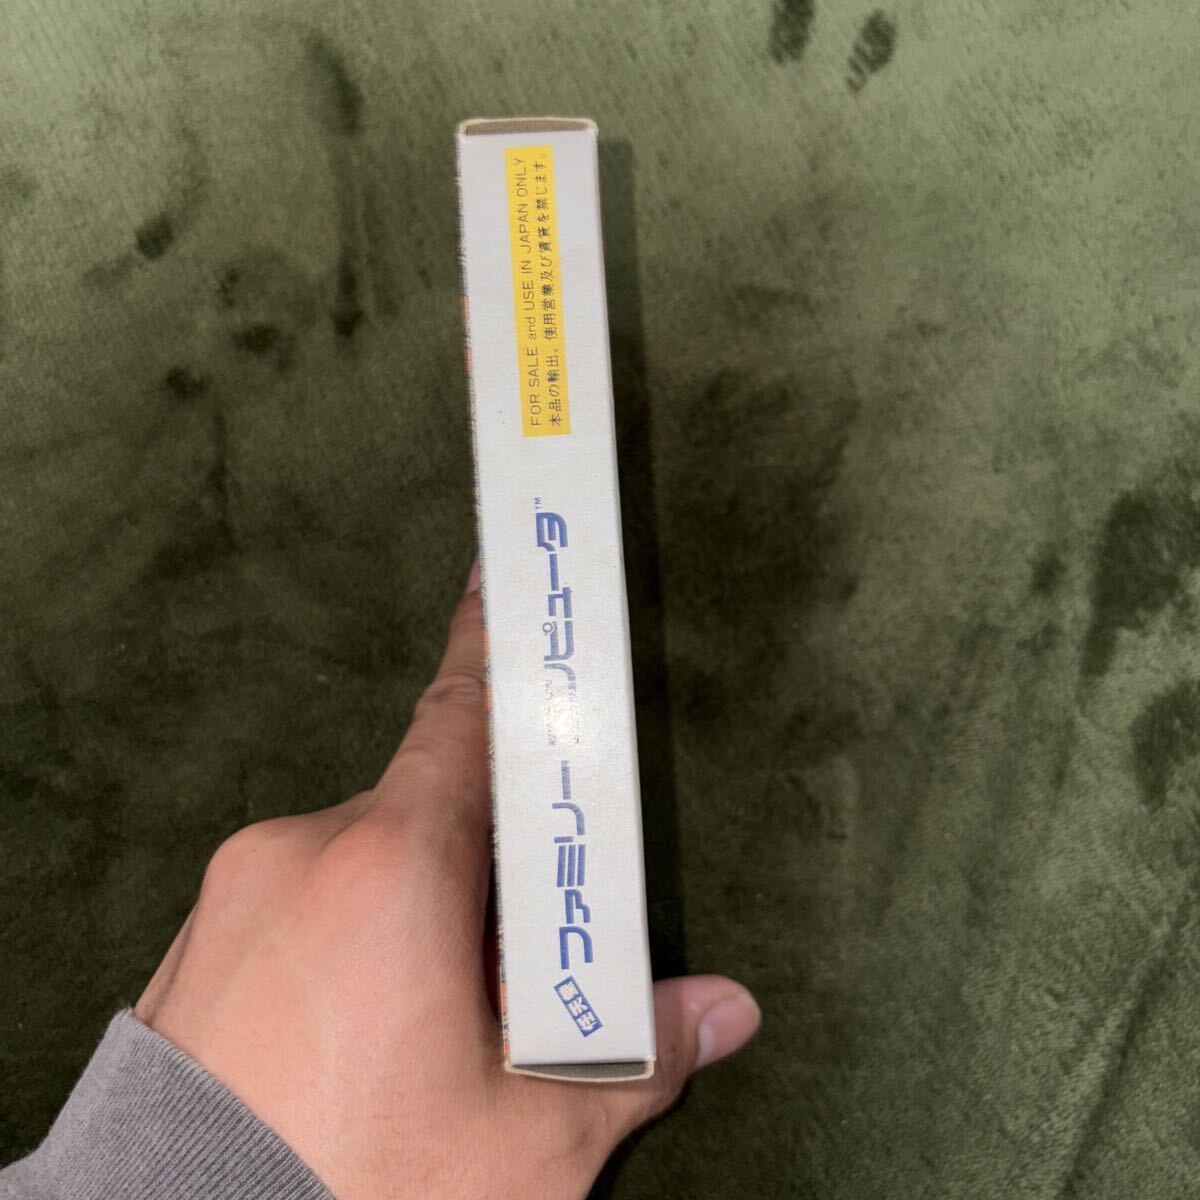 FOR SALE and USE IN JAPAN ONLY
本品の輸出、使用営業及び賃貸を禁じます。
任天堂
ファミリーコンピュータ™